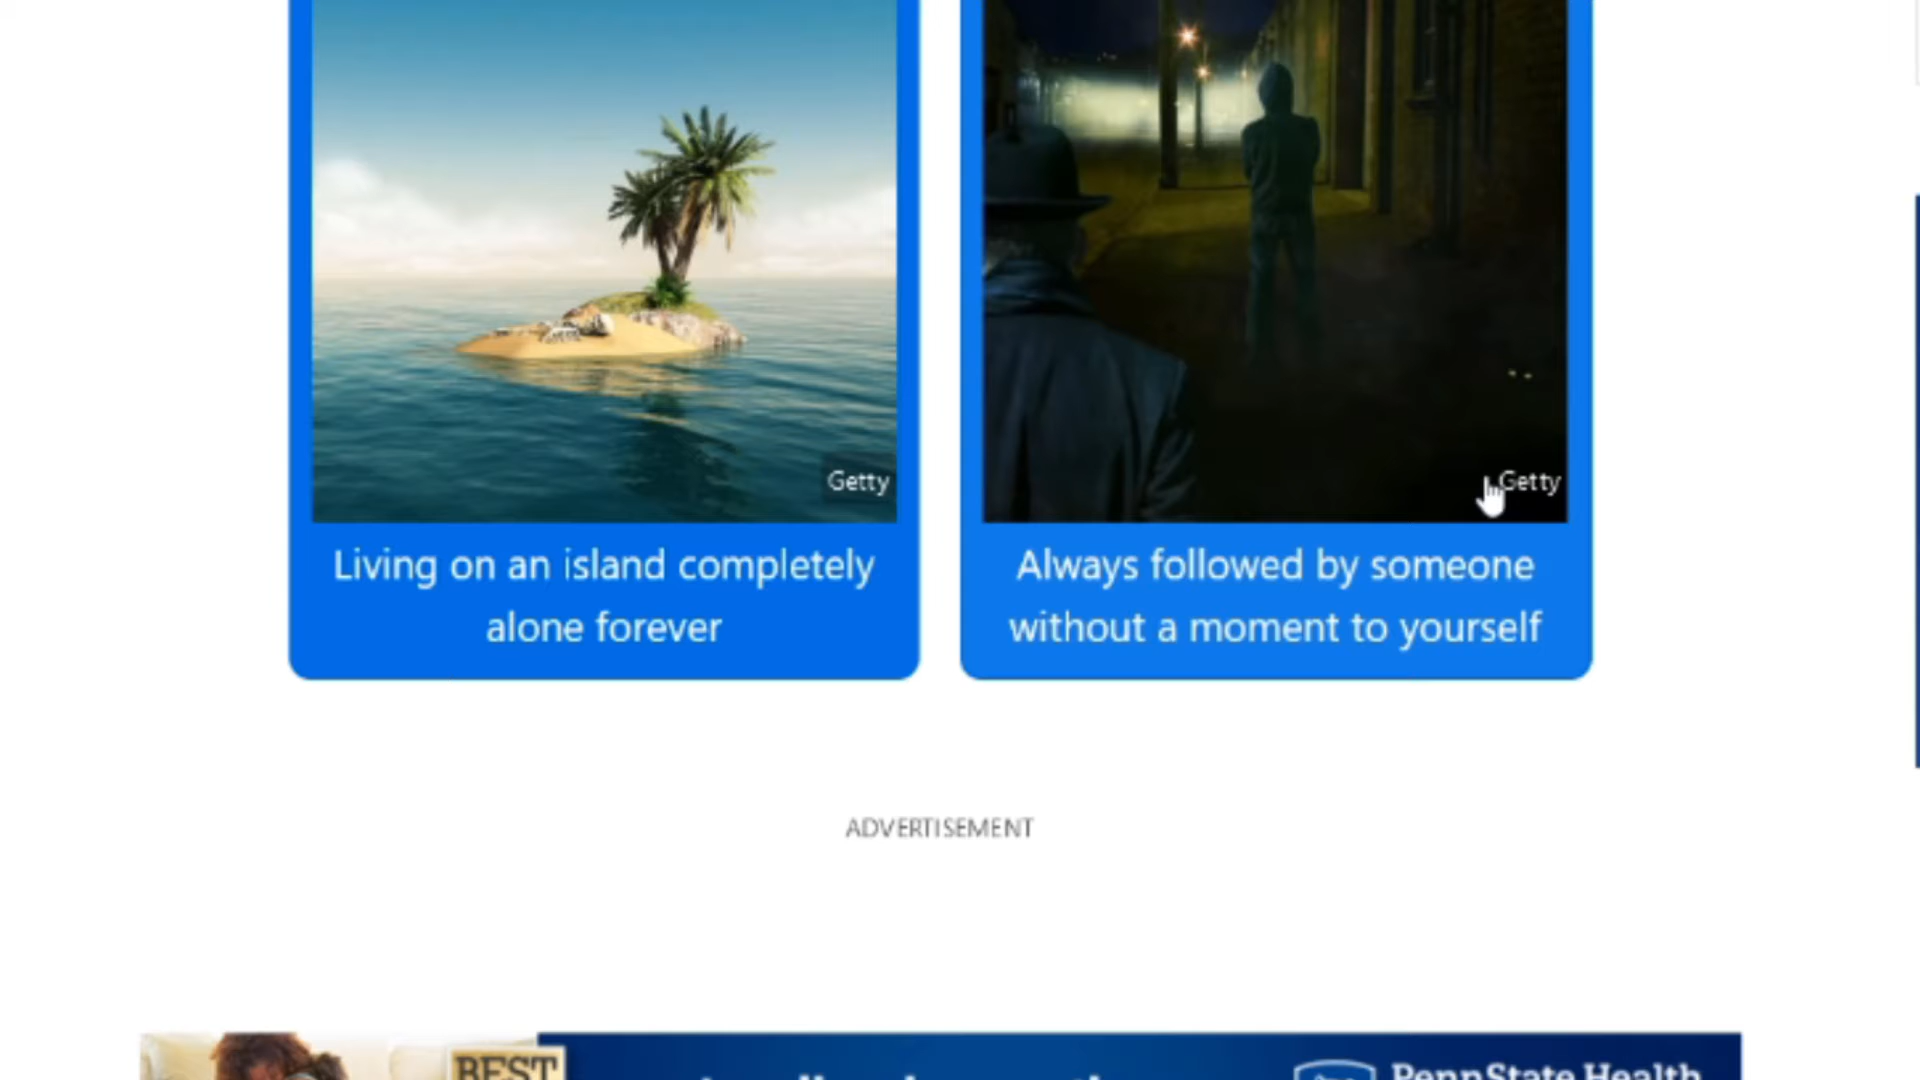 Getty
Getty
Living on an island completely
alone forever
Always followed by someone
without a moment to yourself
ADVERTISEMENT
BEST
PennState Health